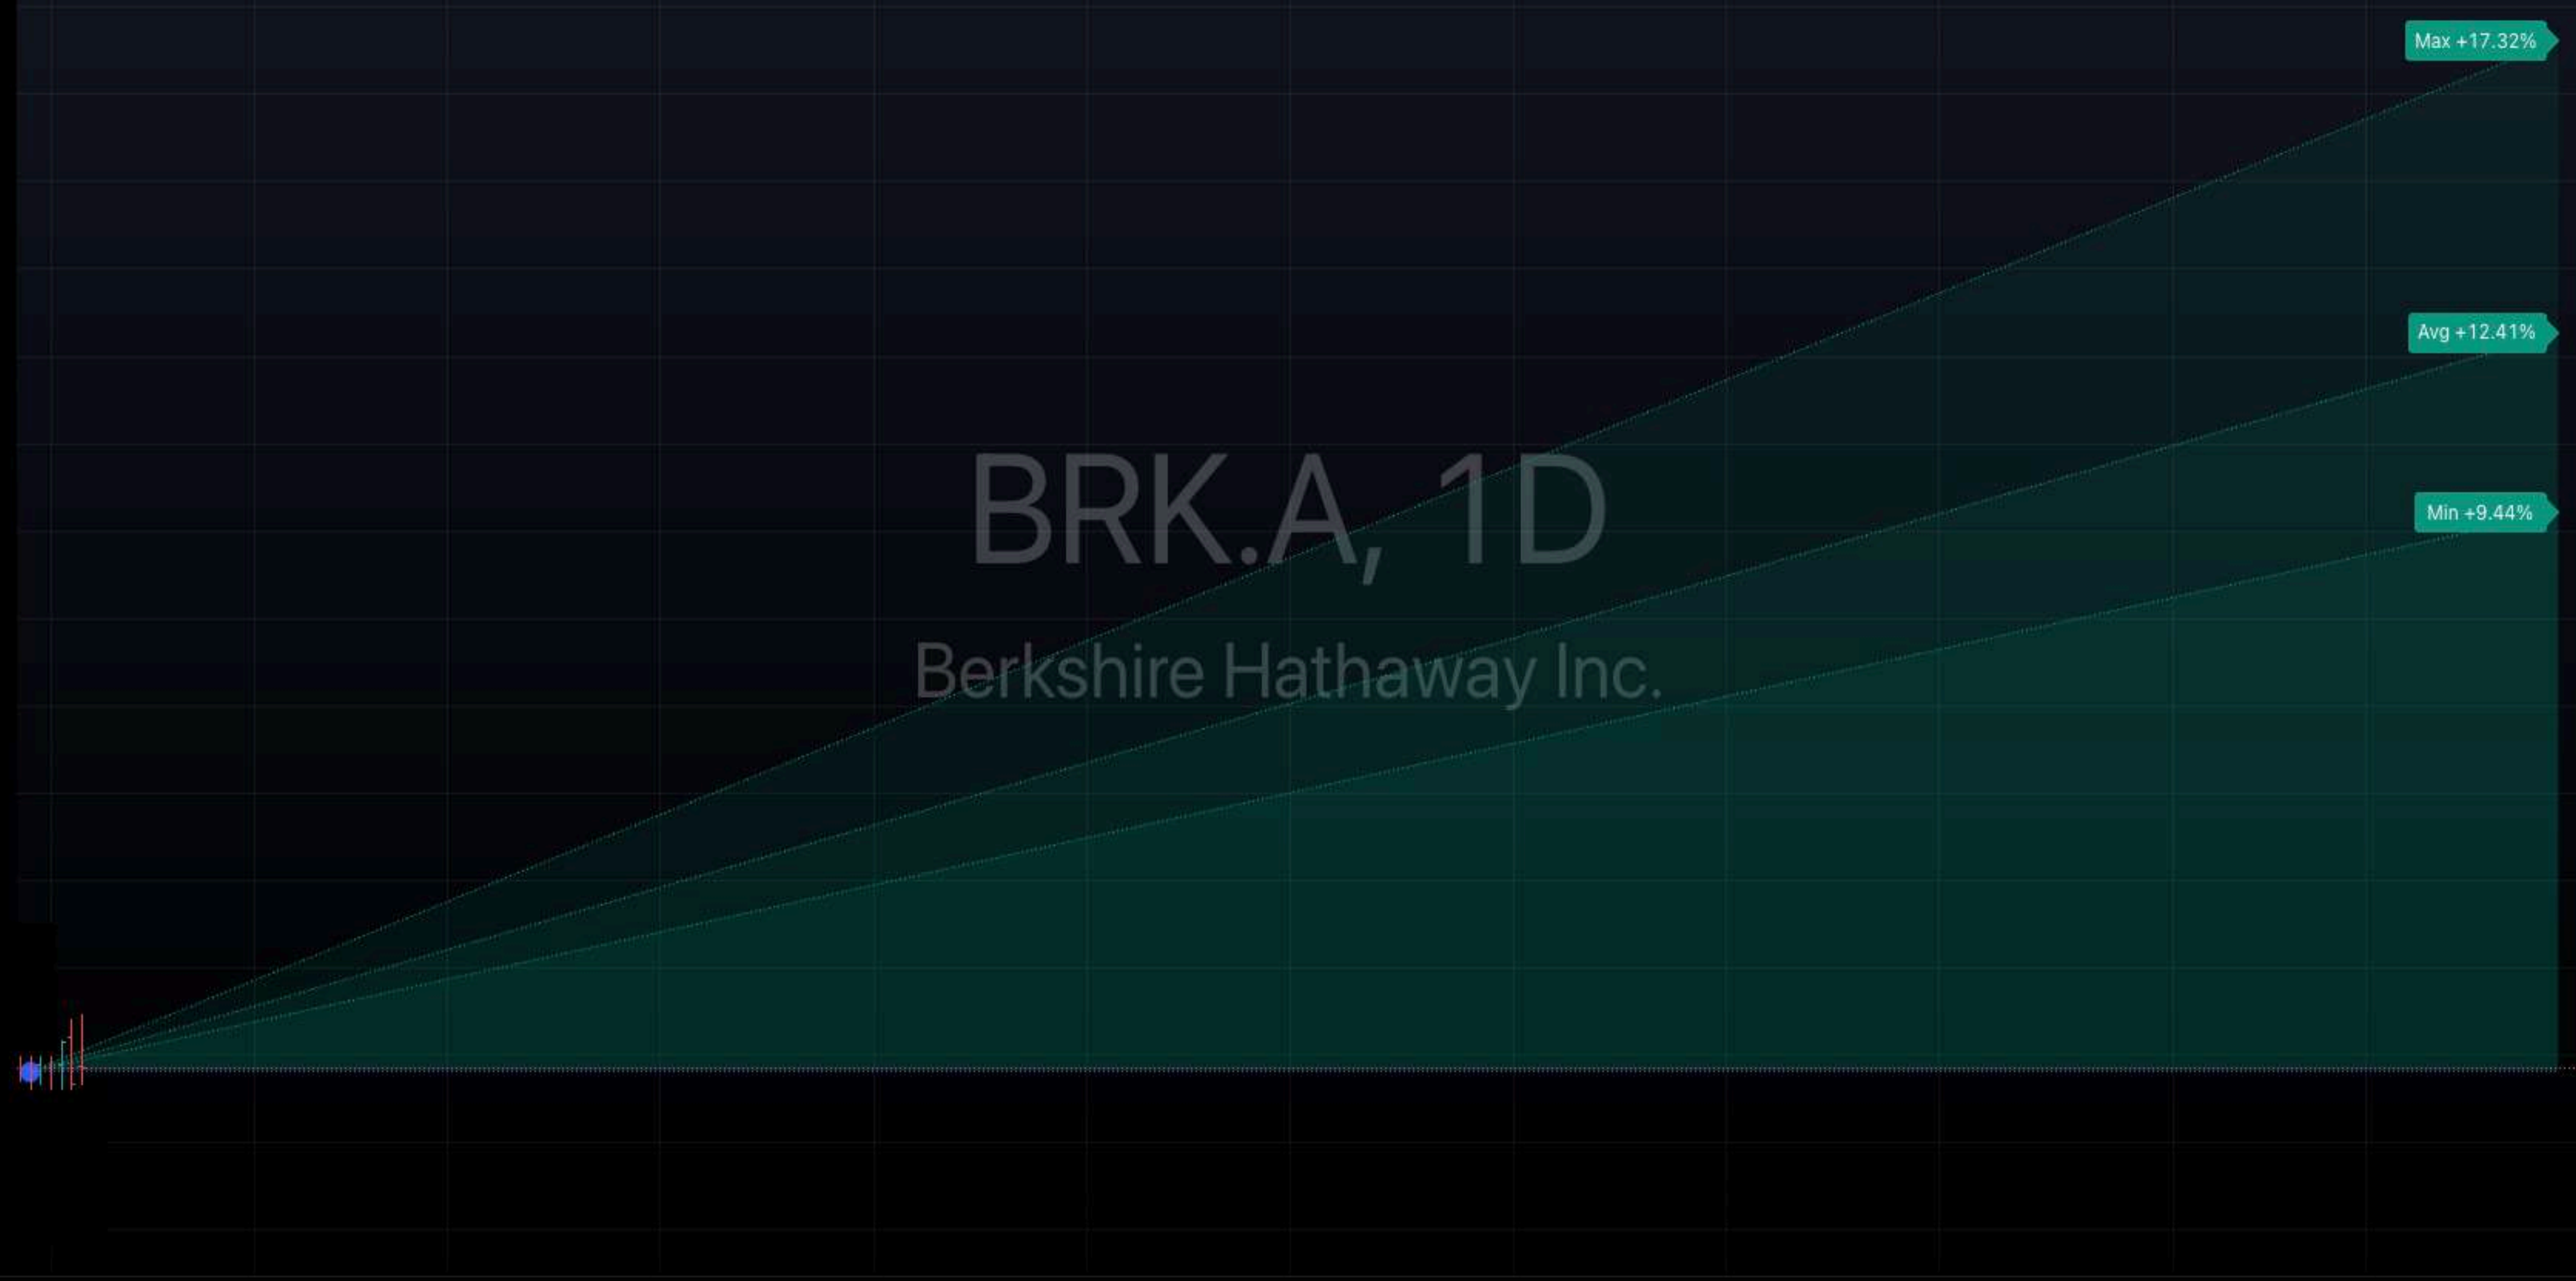 Max +17.32%
Avg +12.41%
BRK.A, 1D
Min +9.44%
Berkshire Hathaway Inc.